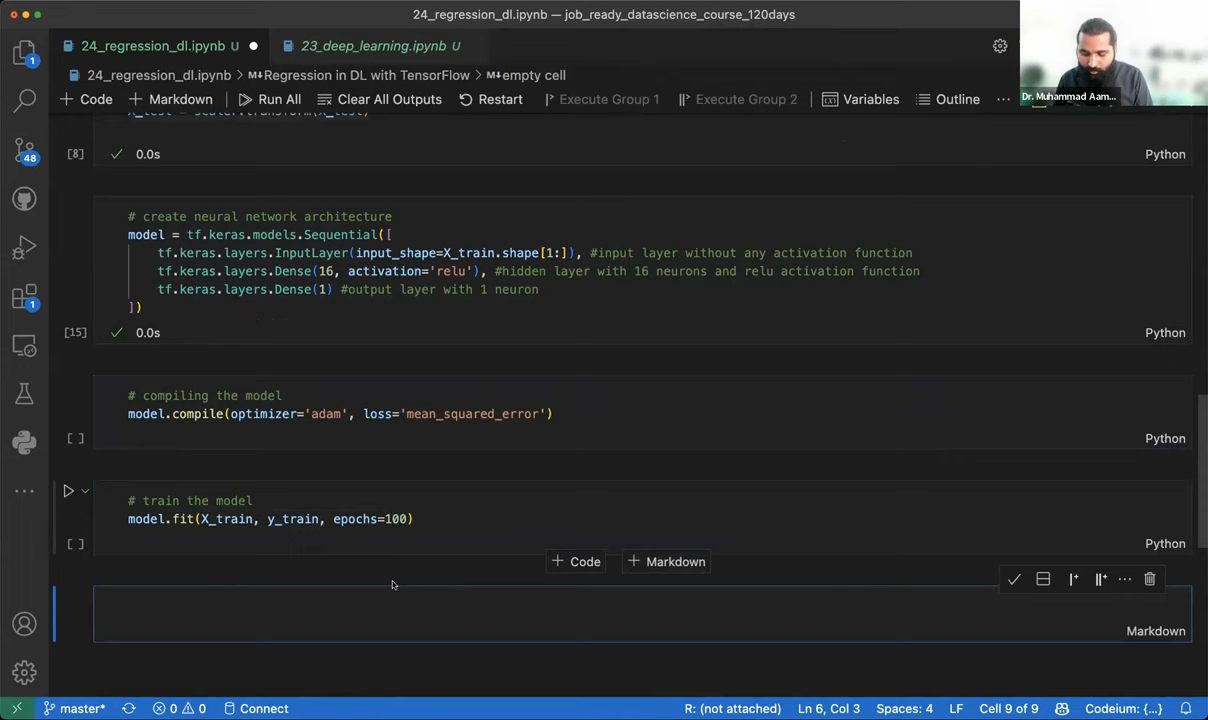 24_regression_dl.ipynb — job_ready_datascience_course_120days
24_regression_dl.ipynb U
23_deep_learning.ipynb U
24_regression_dl.ipynb > M↓Regression in DL with TensorFlow > M↓empty cell
+ Code + Markdown Run All Clear All Outputs Restart Execute Group 1 Execute Group 2 Variables Outline ...
Dr. Muhammad Aam...
X_test = scaler.transform(X_test)
[8] 0.0s Python
# create neural network architecture
model = tf.keras.models.Sequential([
tf.keras.layers.InputLayer(input_shape=X_train.shape[1:]), #input layer without any activation function
tf.keras.layers.Dense(16, activation='relu'), #hidden layer with 16 neurons and relu activation function
tf.keras.layers.Dense(1) #output layer with 1 neuron
])
[15] 0.0s Python
# compiling the model
model.compile(optimizer='adam', loss='mean_squared_error')
[ ] Python
# train the model
model.fit(X_train, y_train, epochs=100)
[ ] Python
+ Code + Markdown
Markdown
1
48
1
master* 0 0 Connect R: (not attached) Ln 6, Col 3 Spaces: 4 LF Cell 9 of 9 Codeium: {...}